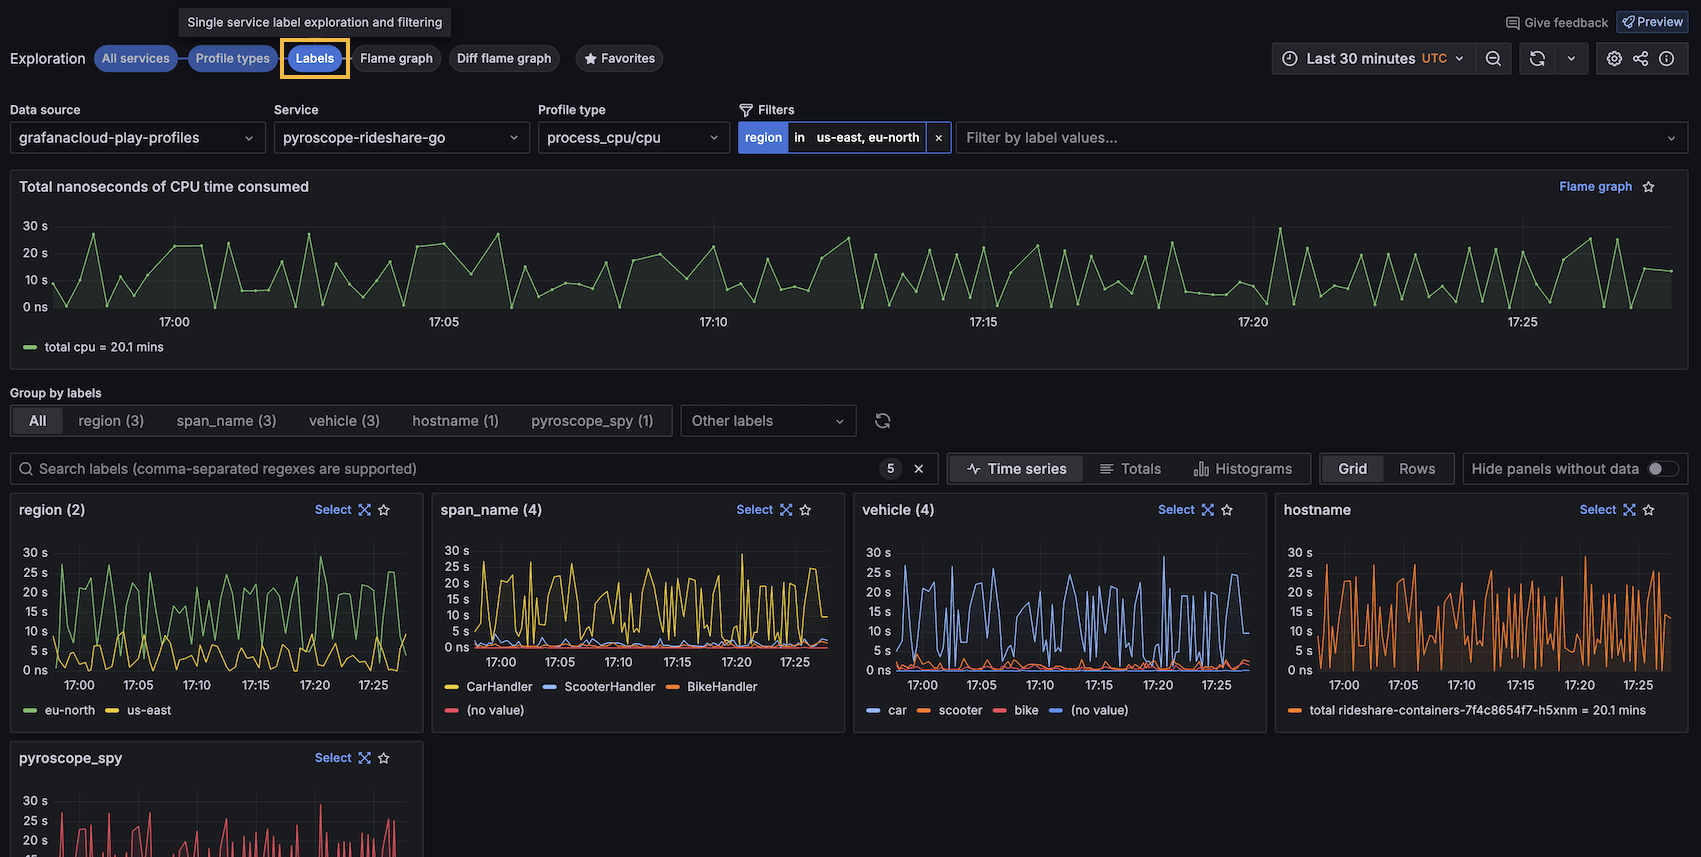 Single service label exploration and filtering
Give feedback
Preview
Exploration
All services
Profile types
Labels
Flame graph
Diff flame graph
Favorites
Last 30 minutes UTC
Data source
Service
Profile type
Filters
grafanacloud-play-profiles
pyroscope-rideshare-go
process_cpu/cpu
region in us-east, eu-north ×
Filter by label values...
Total nanoseconds of CPU time consumed
Flame graph
30 s
20 s
10 s
0 ns
17:00 17:05 17:10 17:15 17:20 17:25
total cpu = 20.1 mins
Group by labels
All region (3) span_name (3) vehicle (3) hostname (1) pyroscope_spy (1)
Other labels
Search labels (comma-separated regexes are supported)
5
Time series Totals Histograms
Grid Rows
Hide panels without data
region (2)
Select
30 s
25 s
20 s
15 s
10 s
5 s
0 ns
17:00 17:05 17:10 17:15 17:20 17:25
eu-north us-east
span_name (4)
Select
30 s
25 s
20 s
15 s
10 s
5 s
0 ns
17:00 17:05 17:10 17:15 17:20 17:25
CarHandler ScooterHandler BikeHandler
(no value)
vehicle (4)
Select
30 s
25 s
20 s
15 s
10 s
5 s
0 ns
17:00 17:05 17:10 17:15 17:20 17:25
car scooter bike (no value)
hostname
Select
30 s
25 s
20 s
15 s
10 s
5 s
0 ns
17:00 17:05 17:10 17:15 17:20 17:25
total rideshare-containers-7f4c8654f7-h5xnm = 20.1 mins
pyroscope_spy
Select
30 s
25 s
20 s